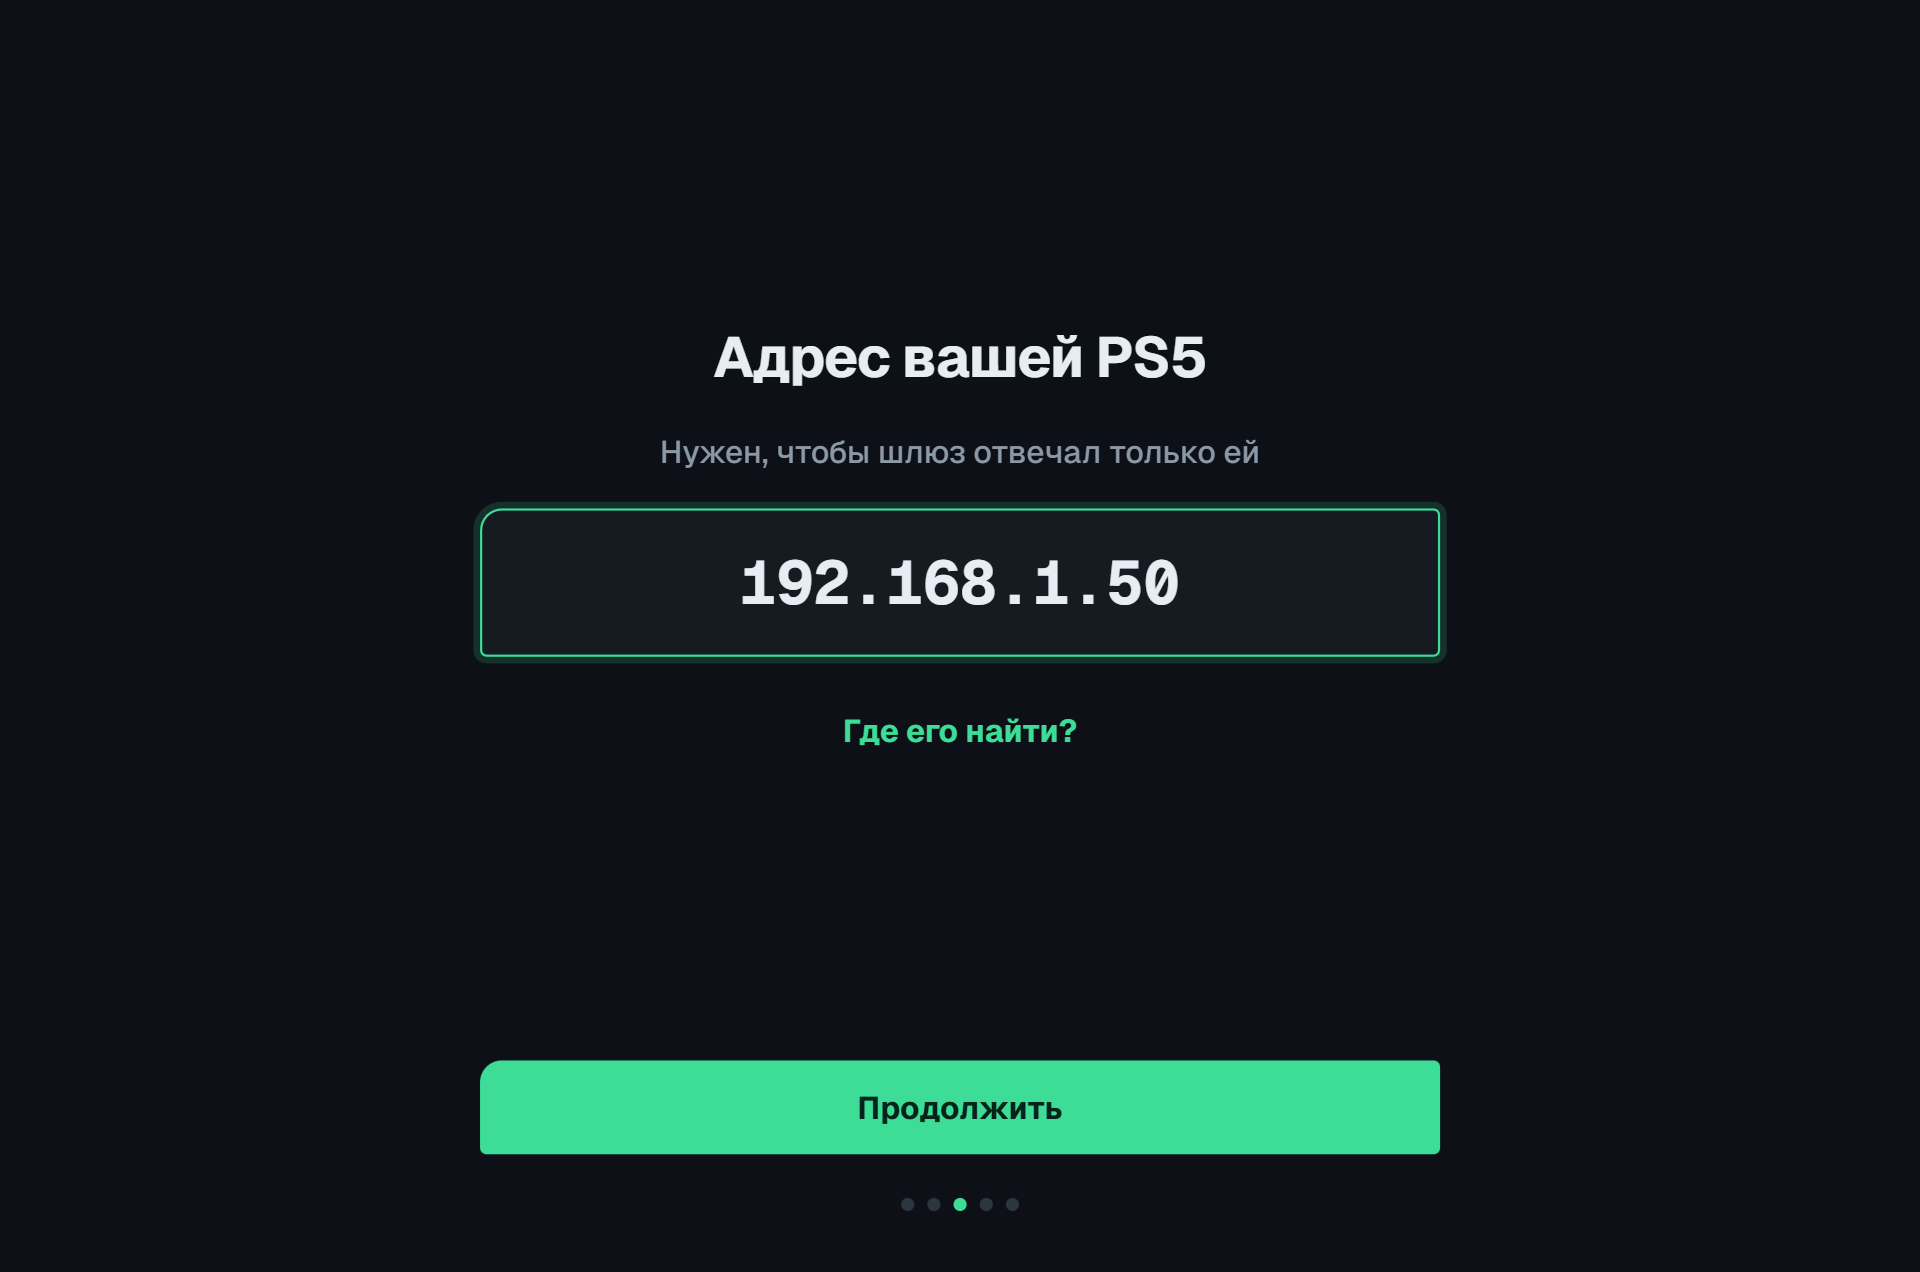 Адрес вашей PS5
Нужен, чтобы шлюз отвечал только ей
192.168.1.50
Где его найти?
Продолжить